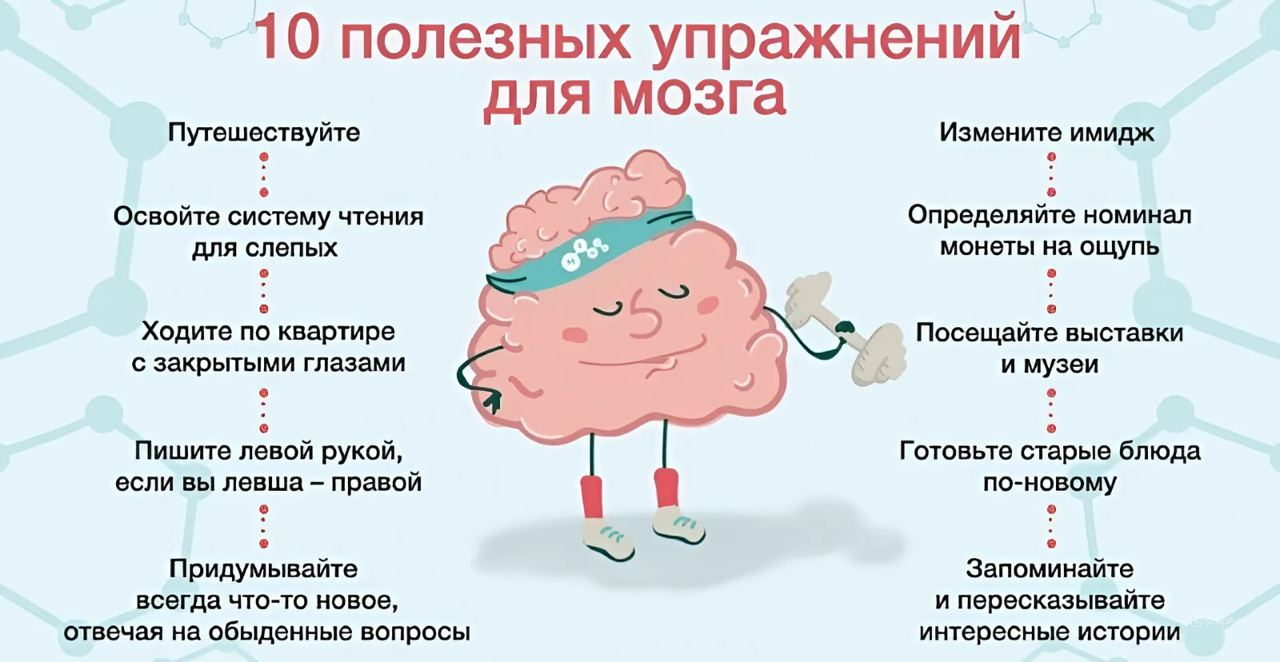 10 полезных упражнений
для мозга
Путешествуйте
Освойте систему чтения
для слепых
Ходите по квартире
с закрытыми глазами
Пишите левой рукой,
если вы левша – правой
Придумывайте
всегда что-то новое,
отвечая на обыденные вопросы
Измените имидж
Определяйте номинал
монеты на ощупь
Посещайте выставки
и музеи
Готовьте старые блюда
по-новому
Запоминайте
и пересказывайте
интересные истории